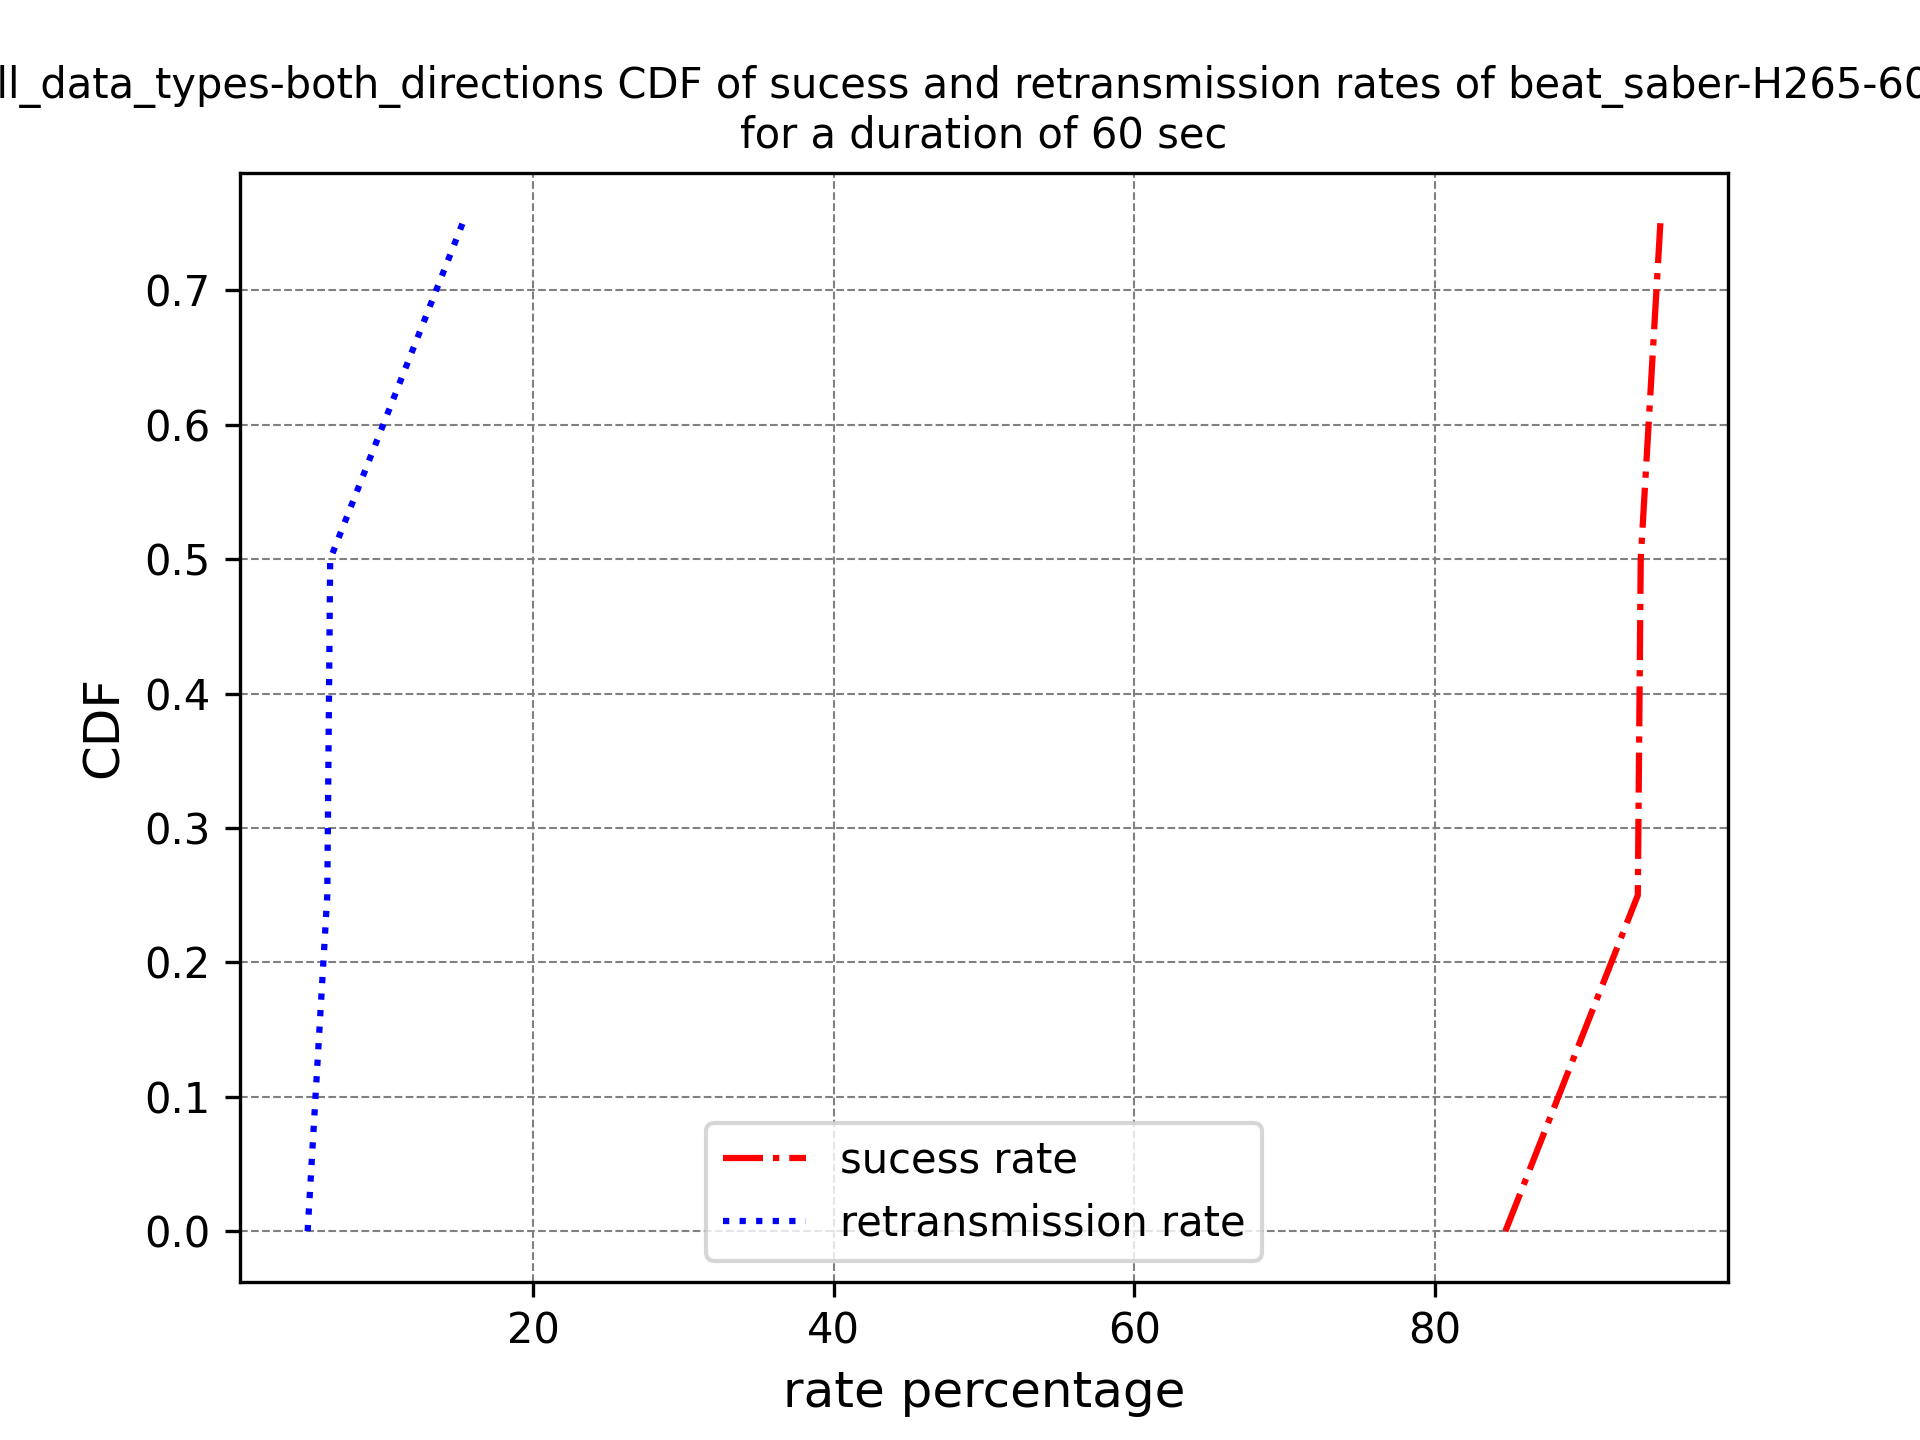 ll_data_types-both_directions CDF of sucess and retransmission rates of beat_saber-H265-60
for a duration of 60 sec
0.7
0.6
0.5
0.4
0.3
0.2
0.1
0.0
CDF
sucess rate
retransmission rate
20 40 60 80
rate percentage